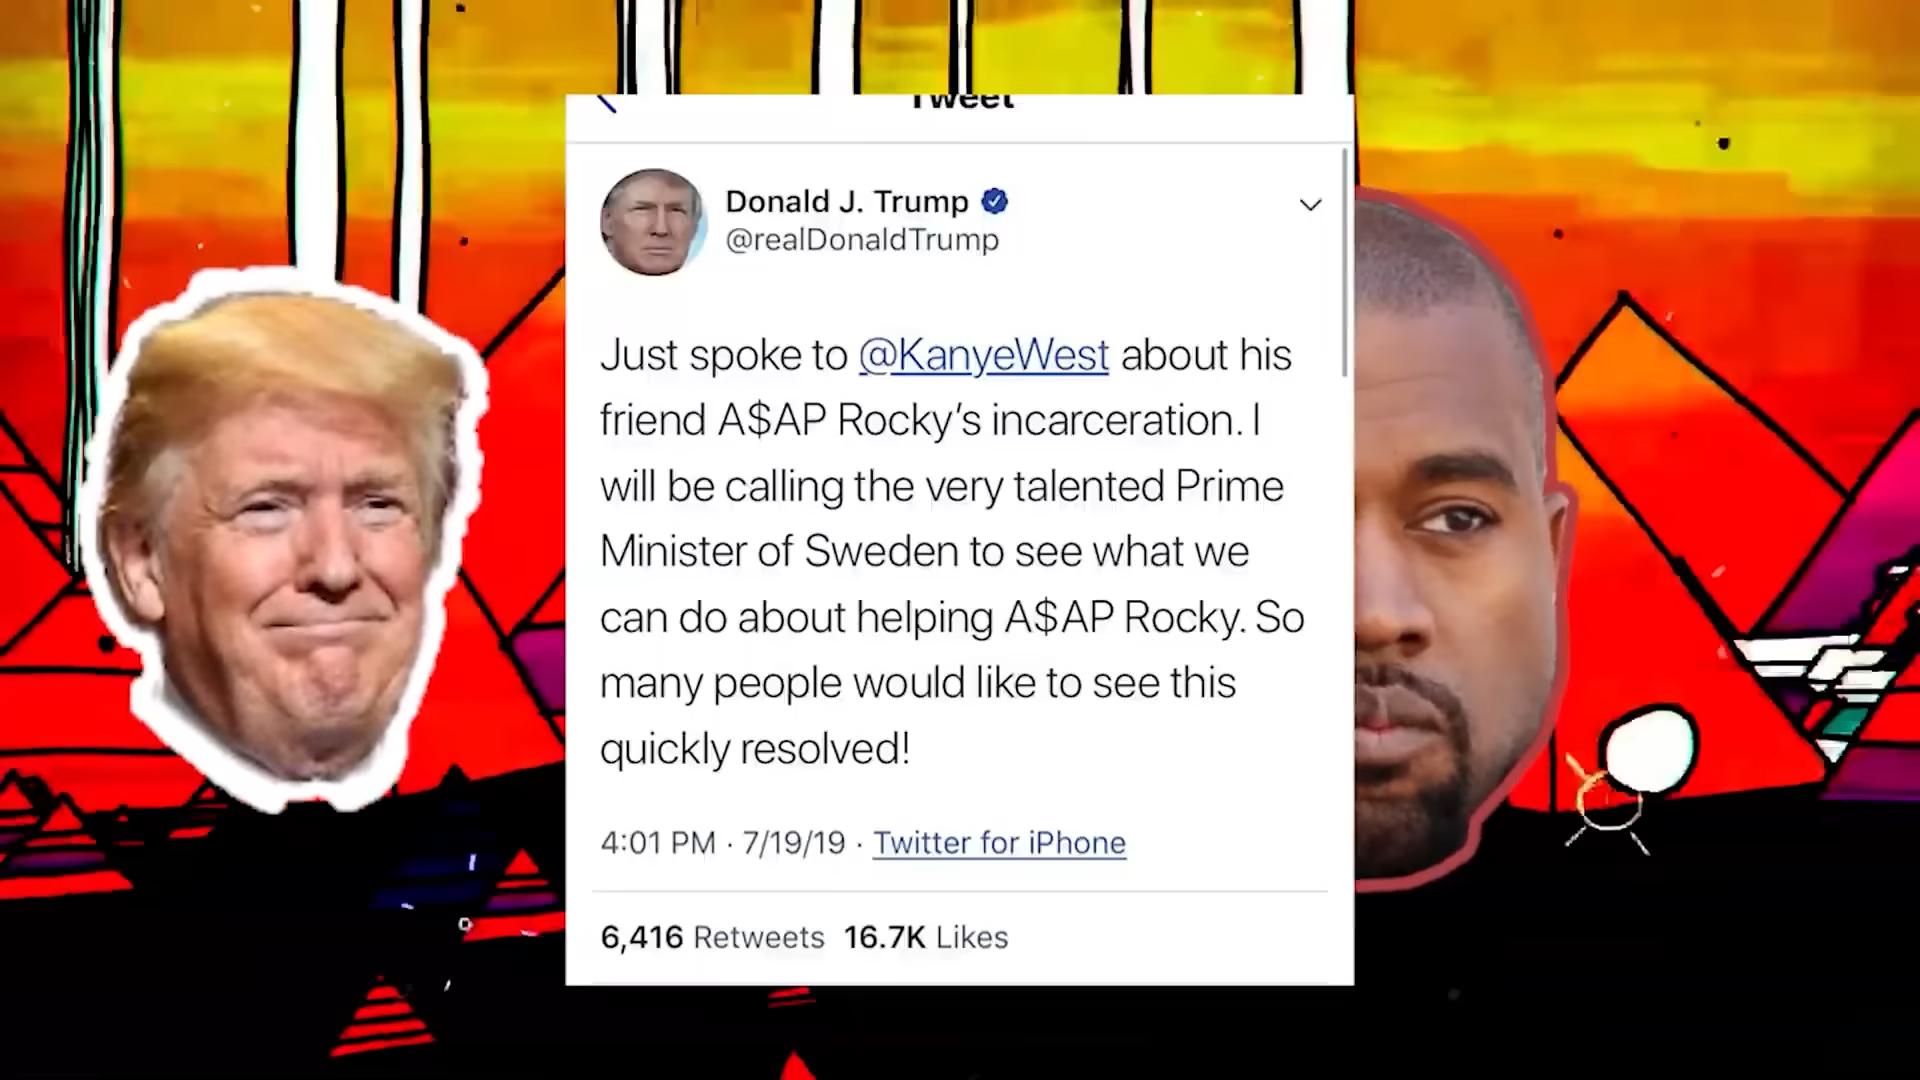 Tweet
Donald J. Trump
@realDonaldTrump
Just spoke to @KanyeWest about his
friend A$AP Rocky’s incarceration. I
will be calling the very talented Prime
Minister of Sweden to see what we
can do about helping A$AP Rocky. So
many people would like to see this
quickly resolved!
4:01 PM · 7/19/19 · Twitter for iPhone
6,416 Retweets 16.7K Likes